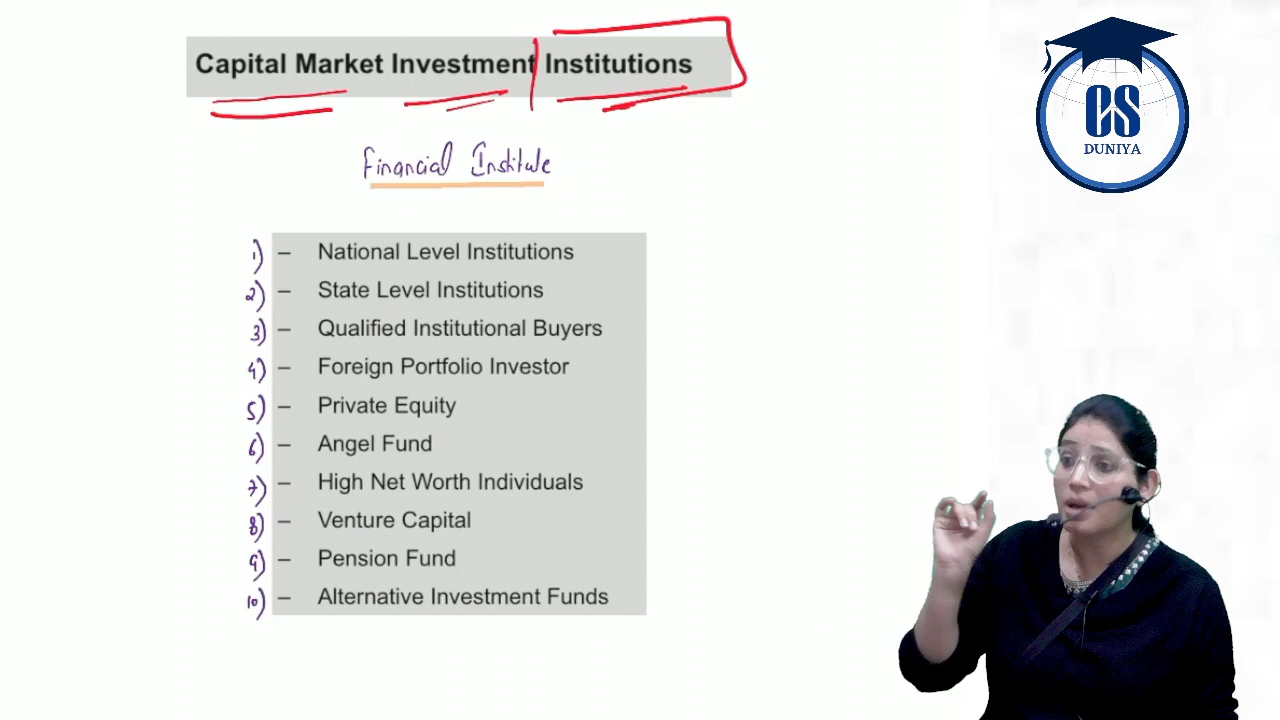 Capital Market Investment Institutions
Financial Institute
1) – National Level Institutions
2) – State Level Institutions
3) – Qualified Institutional Buyers
4) – Foreign Portfolio Investor
5) – Private Equity
6) – Angel Fund
7) – High Net Worth Individuals
8) – Venture Capital
9) – Pension Fund
10) – Alternative Investment Funds
CS
DUNIYA